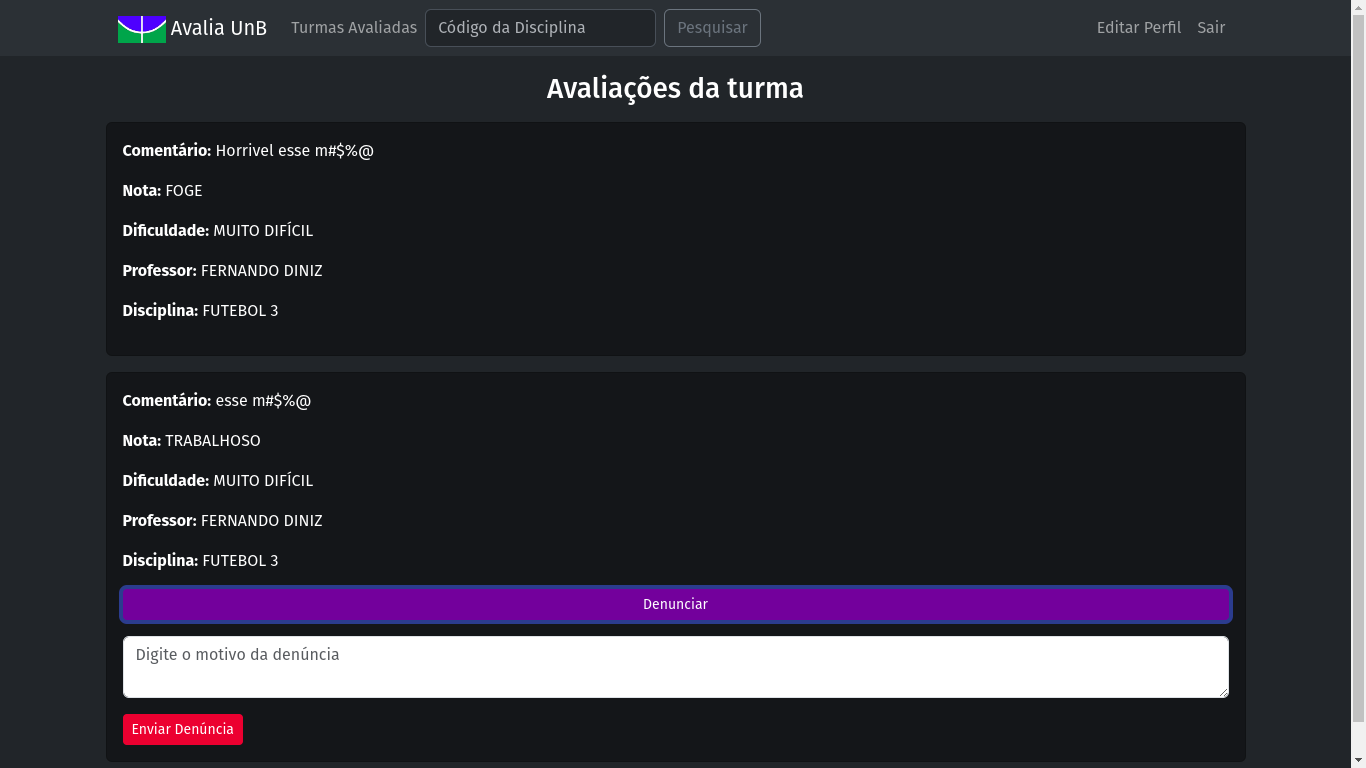 Avalia UnB Turmas Avaliadas Código da Disciplina Pesquisar Editar Perfil Sair
Avaliações da turma
Comentário: Horrivel esse m#$%@
Nota: FOGE
Dificuldade: MUITO DIFÍCIL
Professor: FERNANDO DINIZ
Disciplina: FUTEBOL 3
Comentário: esse m#$%@
Nota: TRABALHOSO
Dificuldade: MUITO DIFÍCIL
Professor: FERNANDO DINIZ
Disciplina: FUTEBOL 3
Denunciar
Digite o motivo da denúncia
Enviar Denúncia